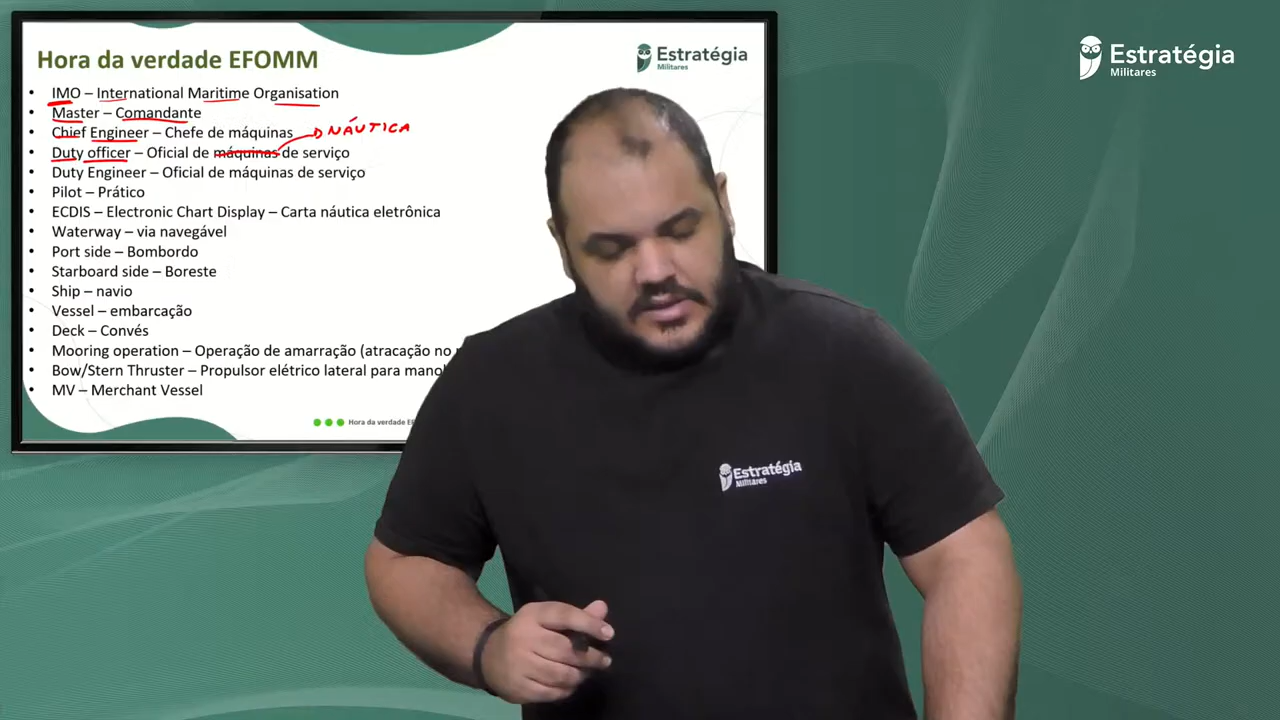 Hora da verdade EFOMM
Estratégia
Militares
• IMO – International Maritime Organisation
• Master – Comandante
• Chief Engineer – Chefe de máquinas
NÁUTICA
• Duty officer – Oficial de máquinas de serviço
• Duty Engineer – Oficial de máquinas de serviço
• Pilot – Prático
• ECDIS – Electronic Chart Display – Carta náutica eletrônica
• Waterway – via navegável
• Port side – Bombordo
• Starboard side – Boreste
• Ship – navio
• Vessel – embarcação
• Deck – Convés
• Mooring operation – Operação de amarração (atracação no
• Bow/Stern Thruster – Propulsor elétrico lateral para
• MV – Merchant Vessel
Hora da verdade
Estratégia
Militares
Estratégia
Militares